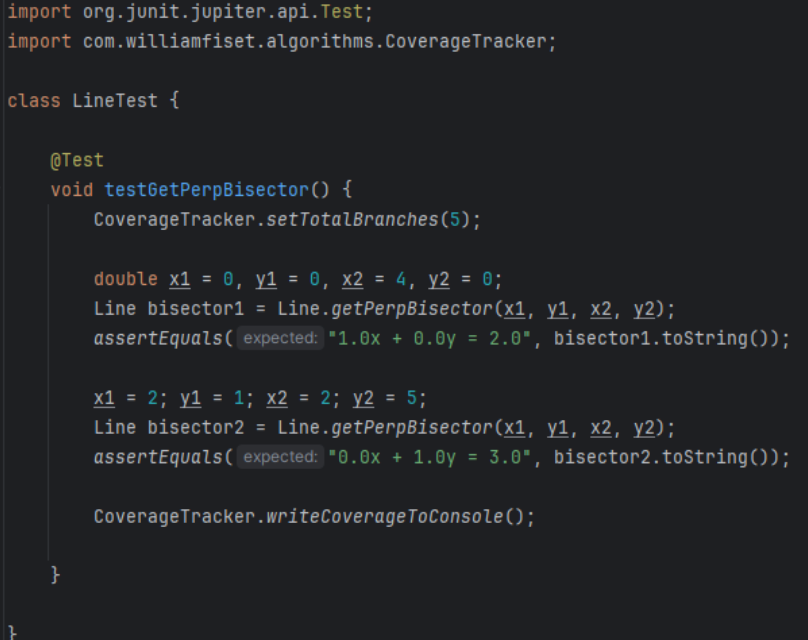 import org.junit.jupiter.api.Test;
import com.williamfiset.algorithms.CoverageTracker;
class LineTest {
@Test
void testGetPerpBisector() {
CoverageTracker.setTotalBranches(5);
double x1 = 0, y1 = 0, x2 = 4, y2 = 0;
Line bisector1 = Line.getPerpBisector(x1, y1, x2, y2);
assertEquals( expected: "1.0x + 0.0y = 2.0", bisector1.toString());
x1 = 2; y1 = 1; x2 = 2; y2 = 5;
Line bisector2 = Line.getPerpBisector(x1, y1, x2, y2);
assertEquals( expected: "0.0x + 1.0y = 3.0", bisector2.toString());
CoverageTracker.writeCoverageToConsole();
}
}